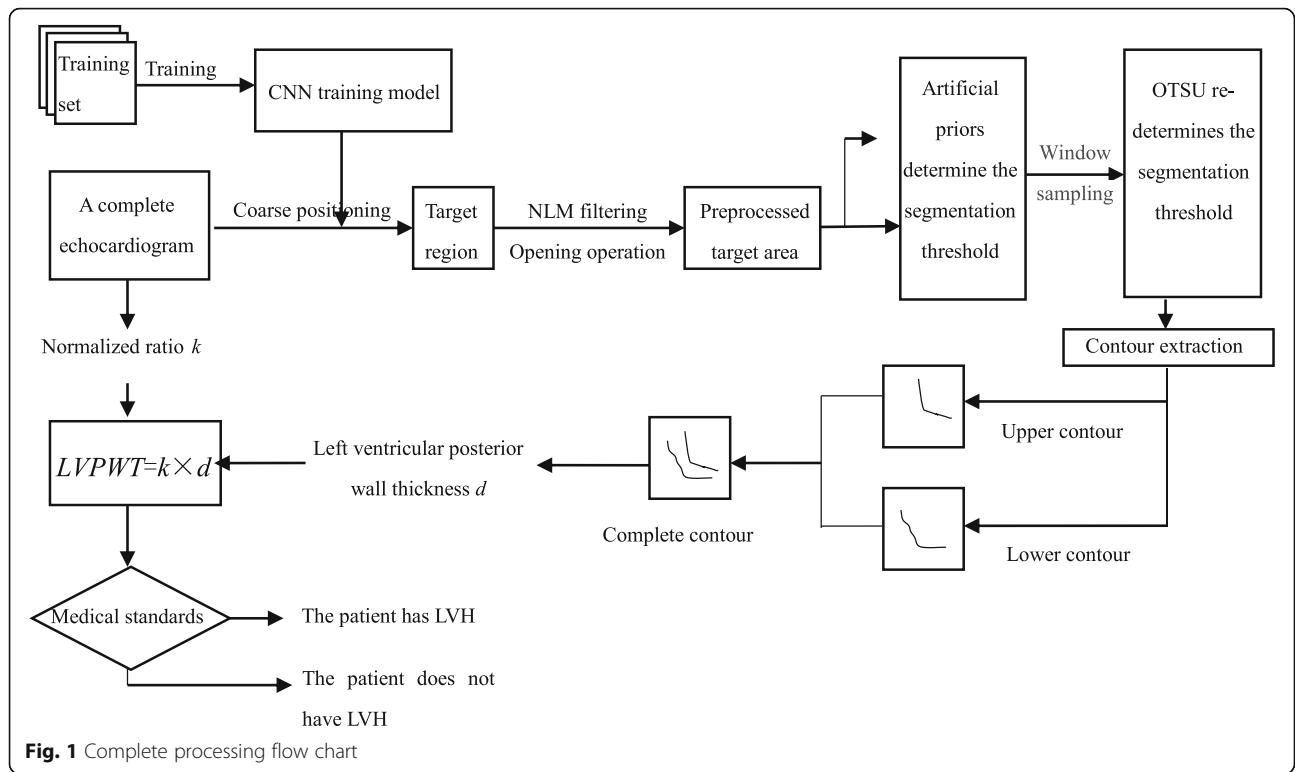 Training
set
Training
CNN training model
A complete
echocardiogram
Coarse positioning
Target
region
NLM filtering
Opening operation
Preprocessed
target area
Artificial
priors
determine the
segmentation
threshold
Window
sampling
OTSU re-
determines the
segmentation
threshold
Normalized ratio k
Contour extraction
Upper contour
Lower contour
Complete contour
Left ventricular posterior
wall thickness d
LVPWT=k×d
Medical standards
The patient has LVH
The patient does not
have LVH
Fig. 1 Complete processing flow chart